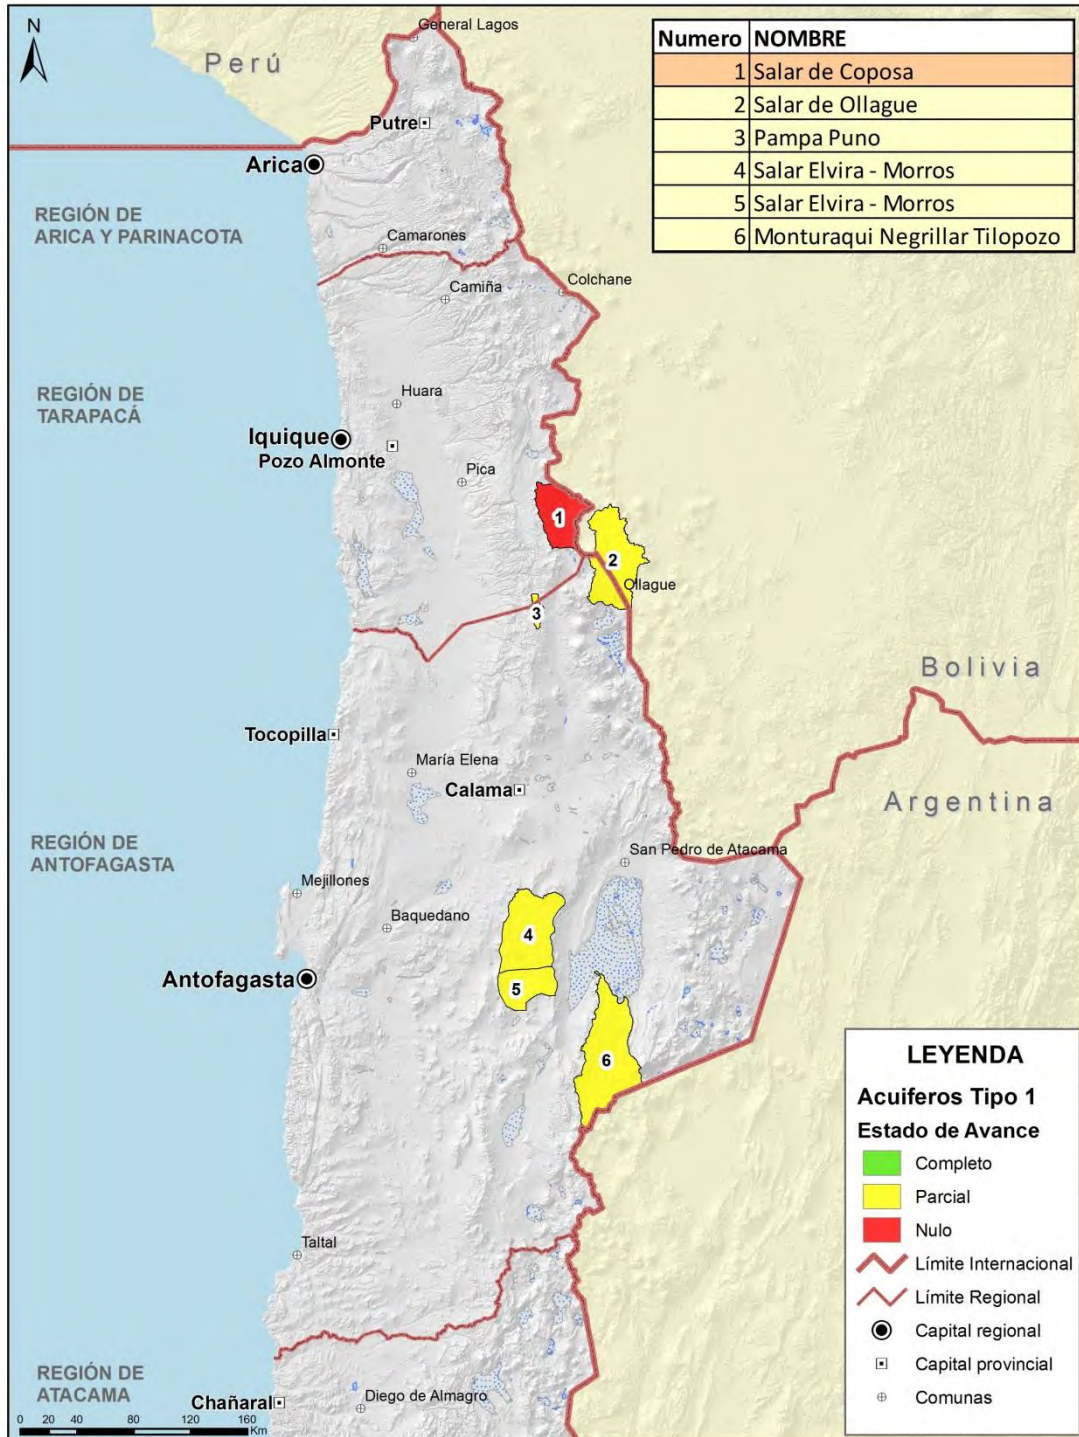 N
General Lagos
Perú
Putre
Arica
REGIÓN DE
ARICA Y PARINACOTA
Camarones
Camiña
Colchane
Numero NOMBRE
1 Salar de Coposa
2 Salar de Ollague
3 Pampa Puno
4 Salar Elvira - Morros
5 Salar Elvira - Morros
6 Monturaqui Negrillar Tilopozo
REGIÓN DE
TARAPACÁ
Huara
Iquique
Pozo Almonte
Pica
1
2
Ollague
3
Bolivia
Tocopilla
María Elena
Calama
Argentina
REGIÓN DE
ANTOFAGASTA
San Pedro de Atacama
Mejillones
Baquedano
4
Antofagasta
5
6
Taltal
REGIÓN DE
ATACAMA
Chañaral
Diego de Almagro
0 20 40 80 120 160
Km
LEYENDA
Acuiferos Tipo 1
Estado de Avance
Completo
Parcial
Nulo
Límite Internacional
Límite Regional
Capital regional
Capital provincial
Comunas